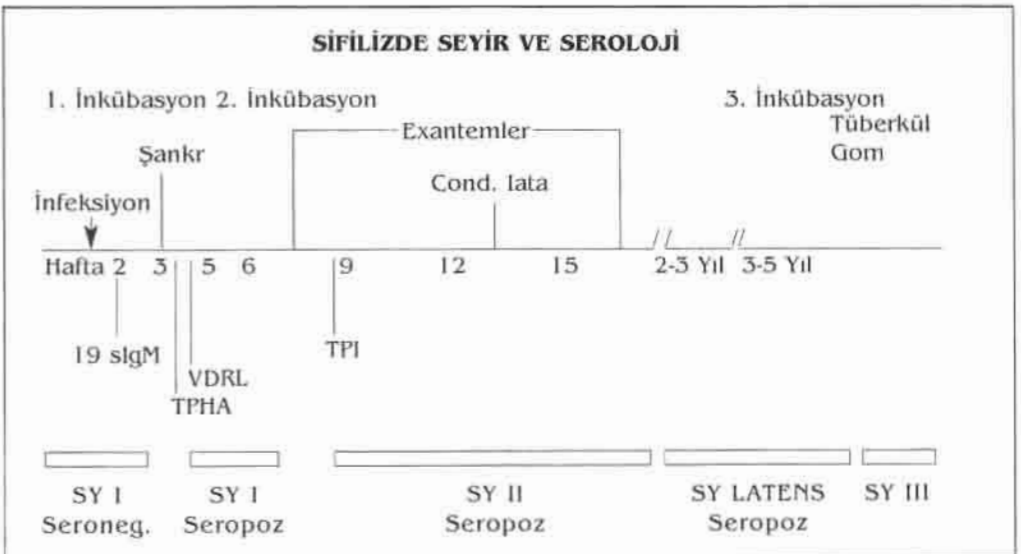 SİFİLİZDE SEYİR VE SEROLOJİ
1. İnkübasyon 2. İnkübasyon 3. İnkübasyon
Tüberkül
Exantemler
Gom
Şankr
Cond. lata
İnfeksiyon
Hafta 2 3 5 6 9 12 15 2-3 Yıl 3-5 Yıl
19 sIgM
TPI
VDRL
TPHA
SY I SY I SY II SY LATENS SY III
Seroneg. Seropoz Seropoz Seropoz